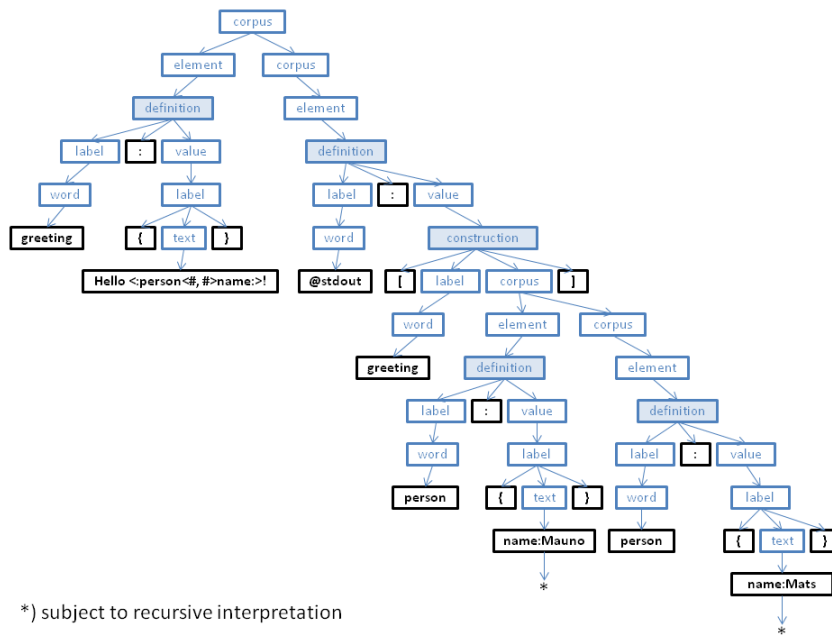 corpus
element corpus
definition element
label : value definition
word label label : value
greeting { text } word construction
Hello <:person<#, #>name:>! @stdout [ label corpus ]
word element corpus
greeting definition element
label : value definition
word label label : value
person { text } word label
name:Mauno person { text }
* name:Mats
*) subject to recursive interpretation *